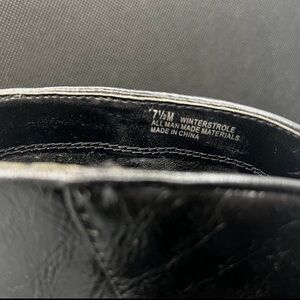 7½M WINTERSTROLE
ALL MAN MADE MATERIALS
MADE IN CHINA